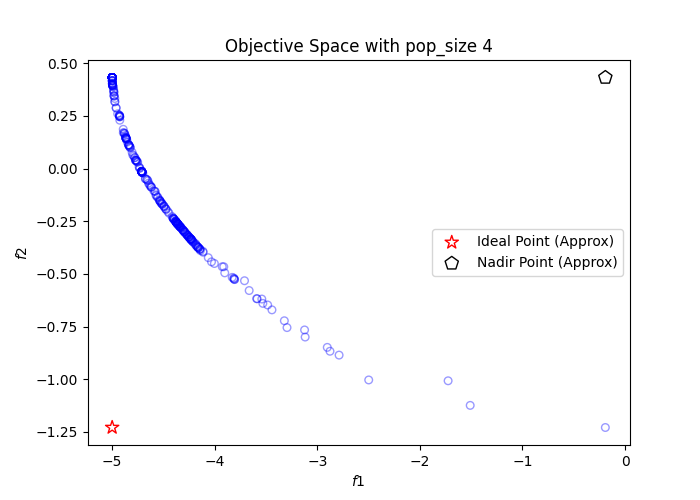 Objective Space with pop_size 4
0.50
0.25
0.00
−0.25
−0.50
−0.75
−1.00
−1.25
f2
Ideal Point (Approx)
Nadir Point (Approx)
−5
−4
−3
−2
−1
0
f1